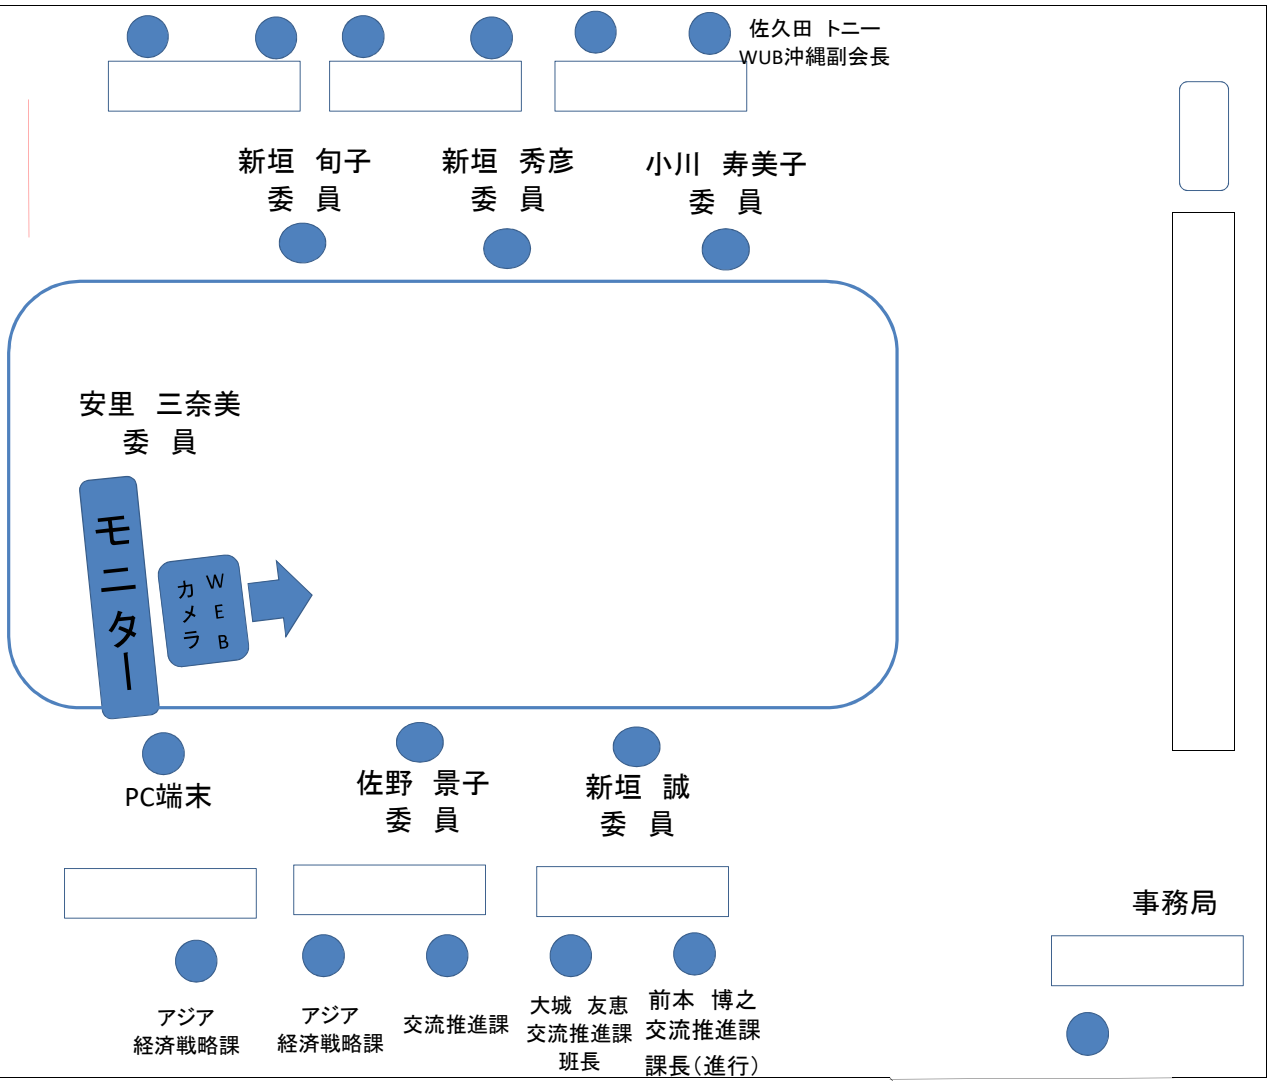 佐久田　トニー
WUB沖縄副会長
新垣　旬子
委　員
新垣　秀彦
委　員
小川　寿美子
委　員
安里　三奈美
委　員
モニター
WEB
カメラ
PC端末
佐野　景子
委　員
新垣　誠
委　員
事務局
アジア
経済戦略課
アジア
経済戦略課
交流推進課
大城　友恵
交流推進課
班長
前本　博之
交流推進課
課長（進行）